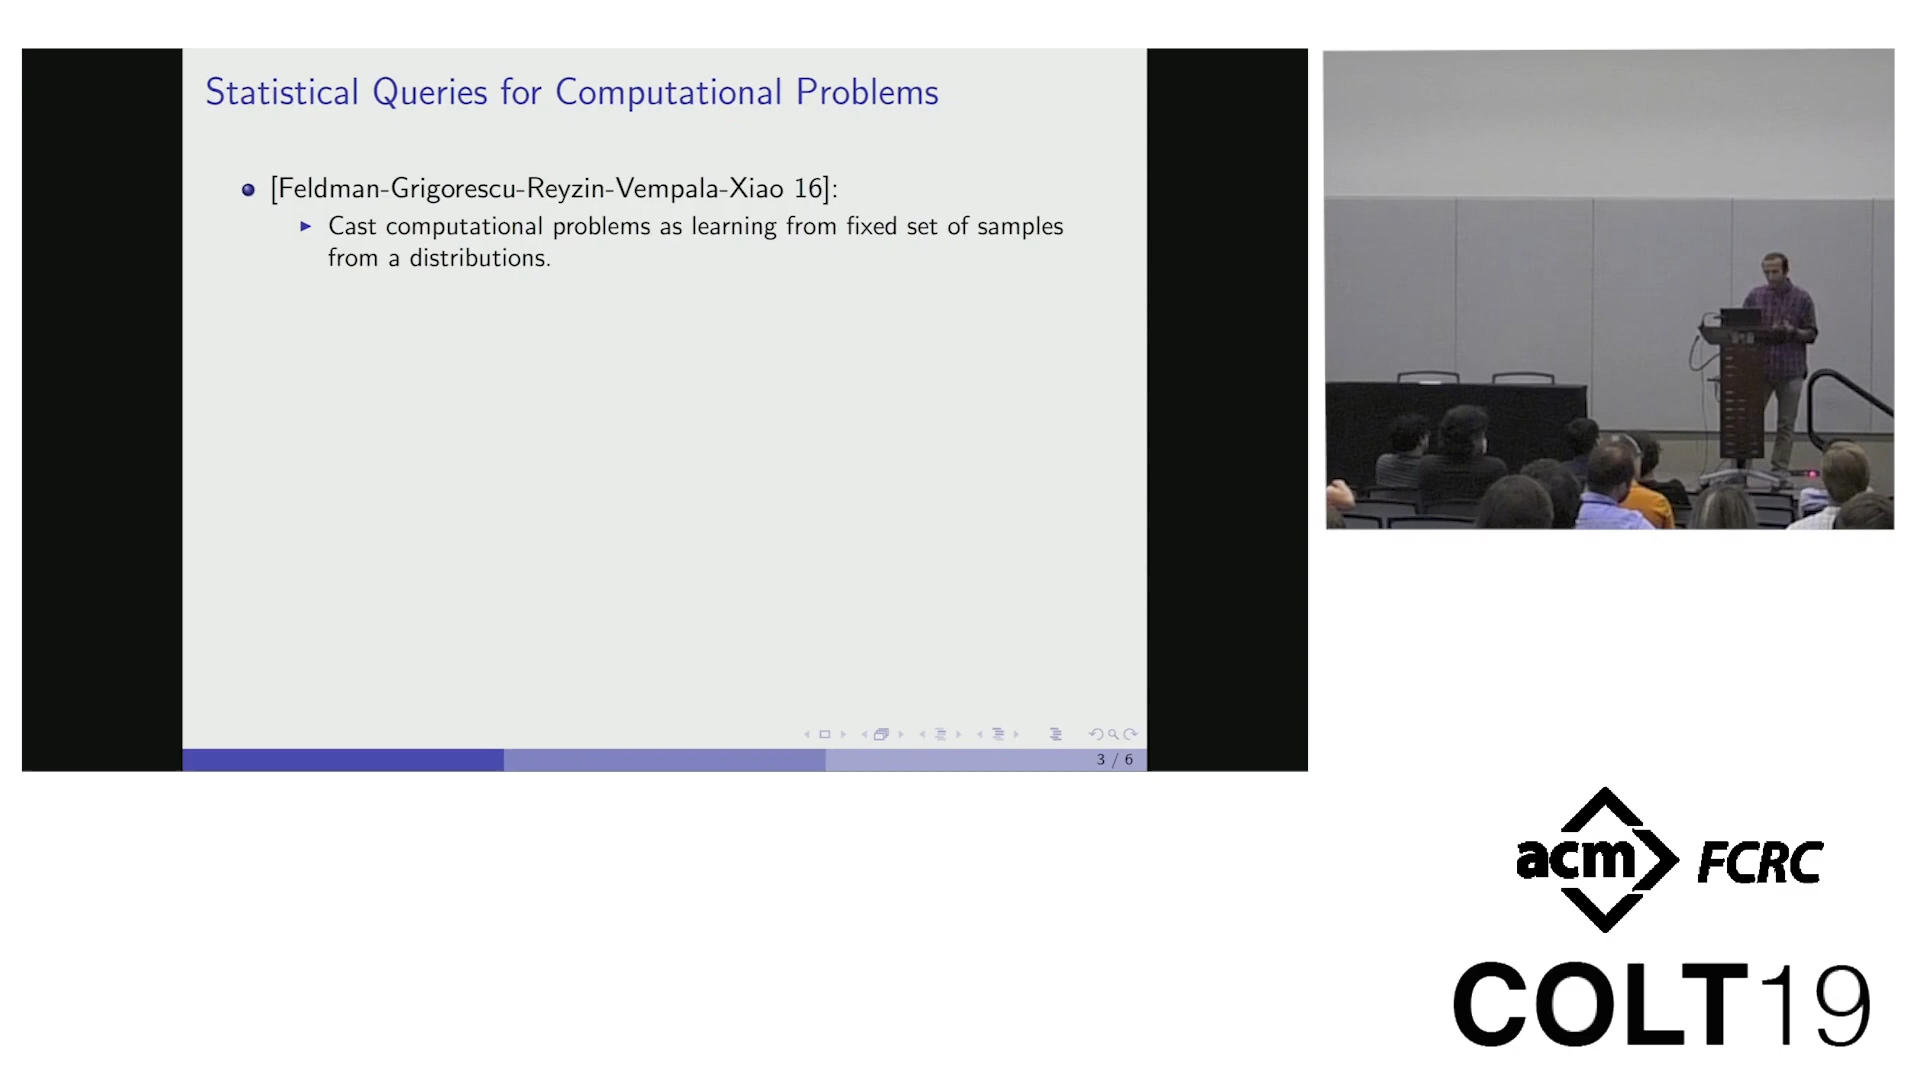 Statistical Queries for Computational Problems
[Feldman-Grigorescu-Reyzin-Vempala-Xiao 16]:
Cast computational problems as learning from fixed set of samples
from a distributions.
3 / 6
acm FCRC
COLT19